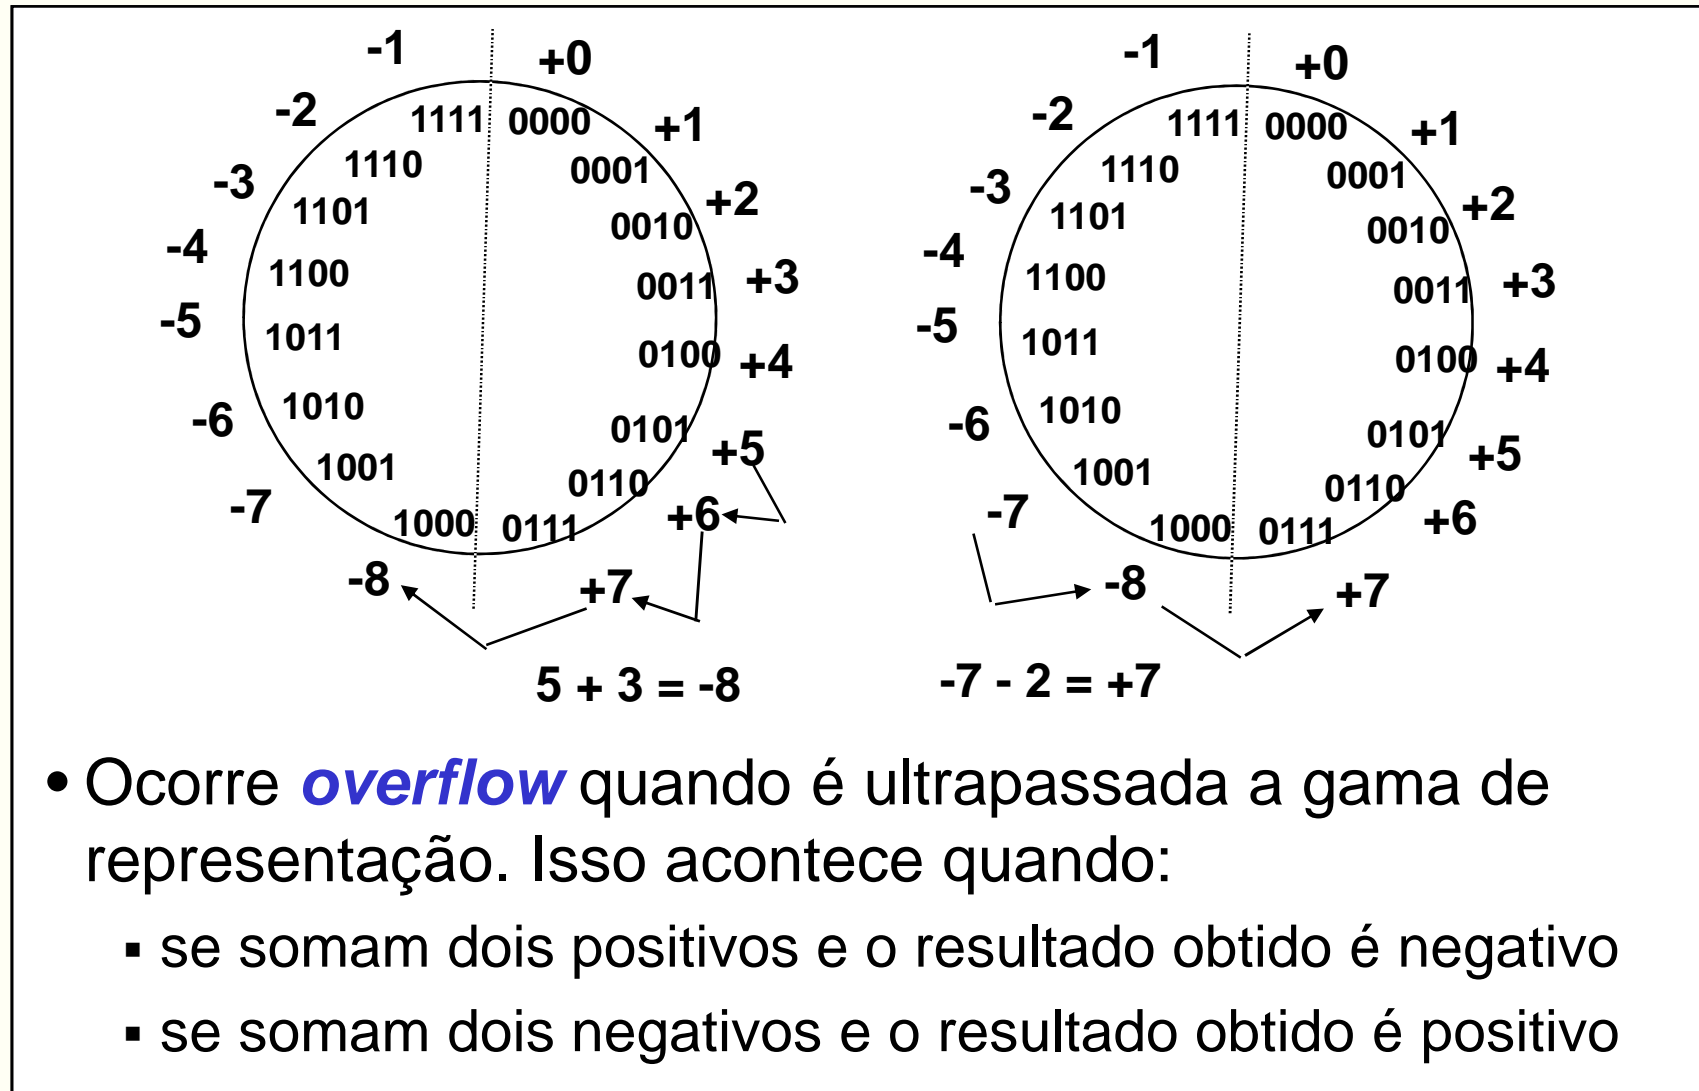 -1 +0
-2 1111 0000 +1
1110 0001
-3 1101 0010 +2
-4 1100 0011 +3
-5 1011 0100 +4
-6 1010 0101 +5
1001 0110
-7 1000 0111 +6
-8 +7
5 + 3 = -8
-1 +0
-2 1111 0000 +1
1110 0001
-3 1101 0010 +2
-4 1100 0011 +3
-5 1011 0100 +4
-6 1010 0101 +5
1001 0110
-7 1000 0111 +6
-8 +7
-7 - 2 = +7
• Ocorre overflow quando é ultrapassada a gama de
representação. Isso acontece quando:
▪ se somam dois positivos e o resultado obtido é negativo
▪ se somam dois negativos e o resultado obtido é positivo